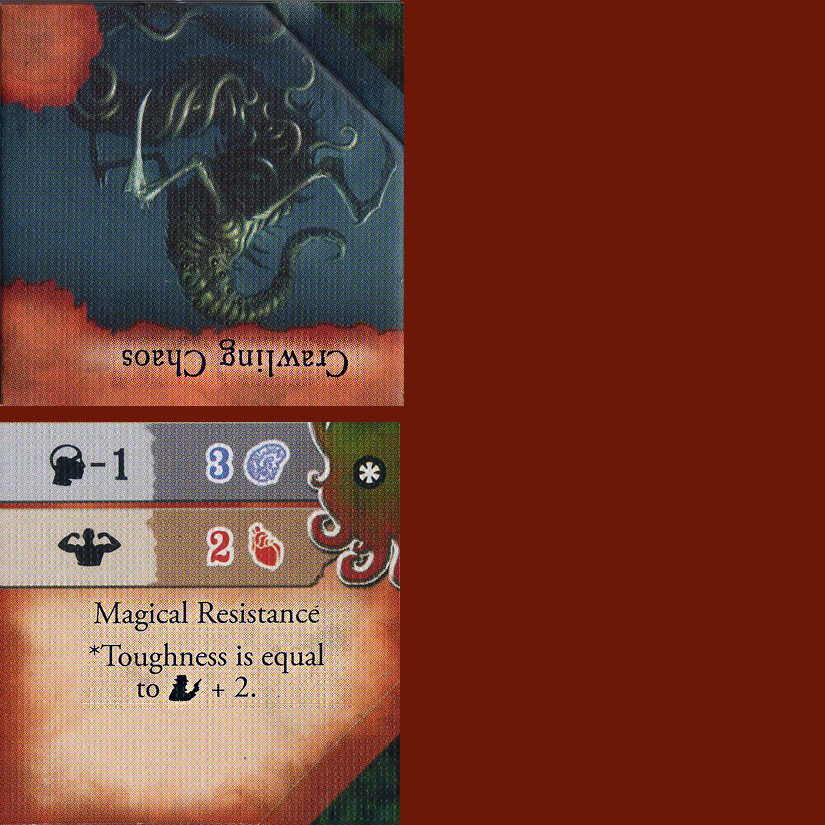 Crawling Chaos
-1 3 *
2
Magical Resistance
*Toughness is equal
to + 2.